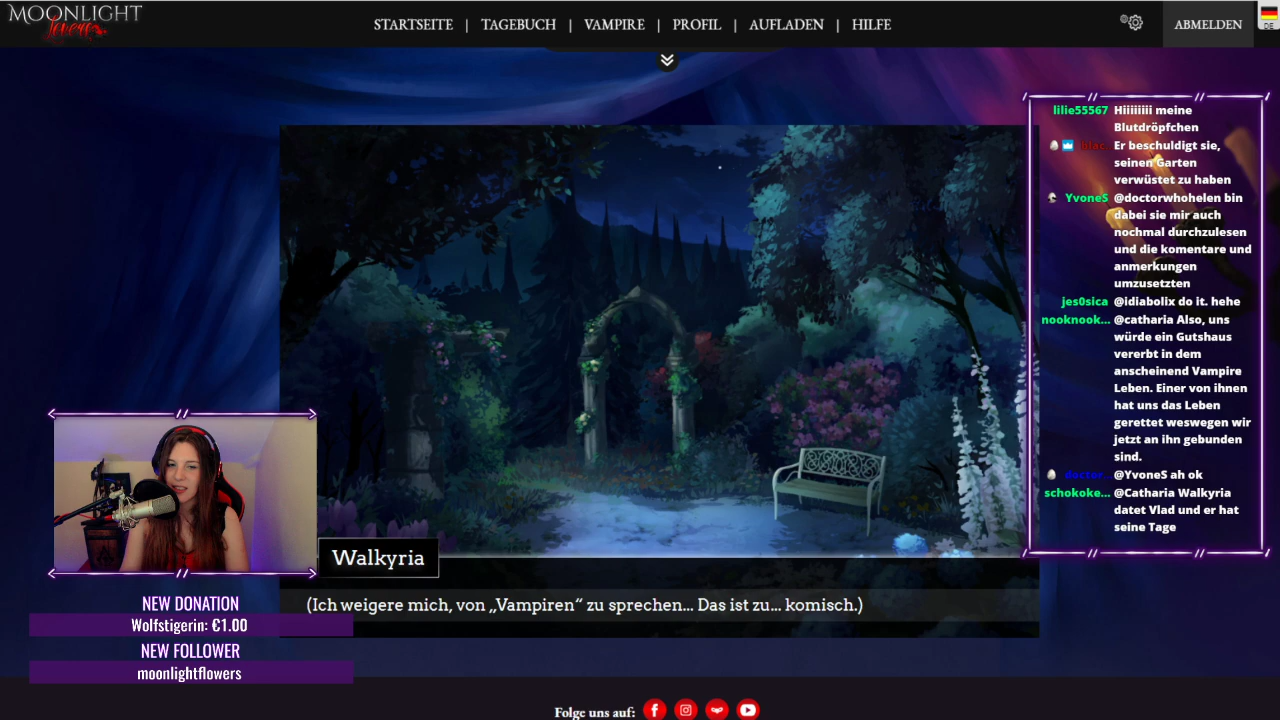 MOONLIGHT
Lovers
STARTSEITE | TAGEBUCH | VAMPIRE | PROFIL | AUFLADEN | HILFE
ABMELDEN
DE
lilie55567 Hiiiiiiii meine
Blutdröpfchen
Er beschuldigt sie,
seinen Garten
verwüstet zu haben
YvoneS @doctorwhohelen bin
dabei sie mir auch
nochmal durchzulesen
und die komentare und
anmerkungen
umzusetzten
jes0sica @idiabolix do it. hehe
nooknook... @catharia Also, uns
würde ein Gutshaus
vererbt in dem
anscheinend Vampire
Leben. Einer von ihnen
hat uns das Leben
gerettet weswegen wir
jetzt an ihn gebunden
sind.
doctor... @YvoneS ah ok
schokoke... @Catharia Walkyria
datet Vlad und er hat
seine Tage
Walkyria
(Ich weigere mich, von „Vampiren“ zu sprechen... Das ist zu... komisch.)
NEW DONATION
Wolfstigerin: €1.00
NEW FOLLOWER
moonlightflowers
Folge uns auf: